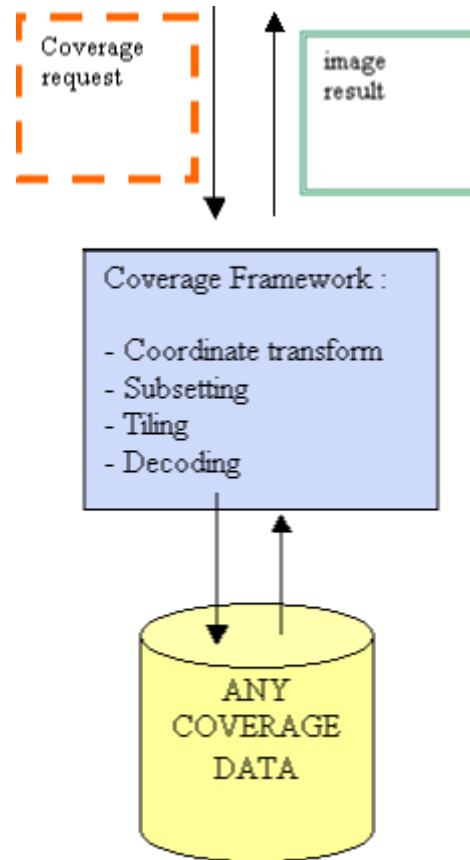 Coverage
request
image
result
Coverage Framework :
- Coordinate transform
- Subsetting
- Tiling
- Decoding
ANY
COVERAGE
DATA